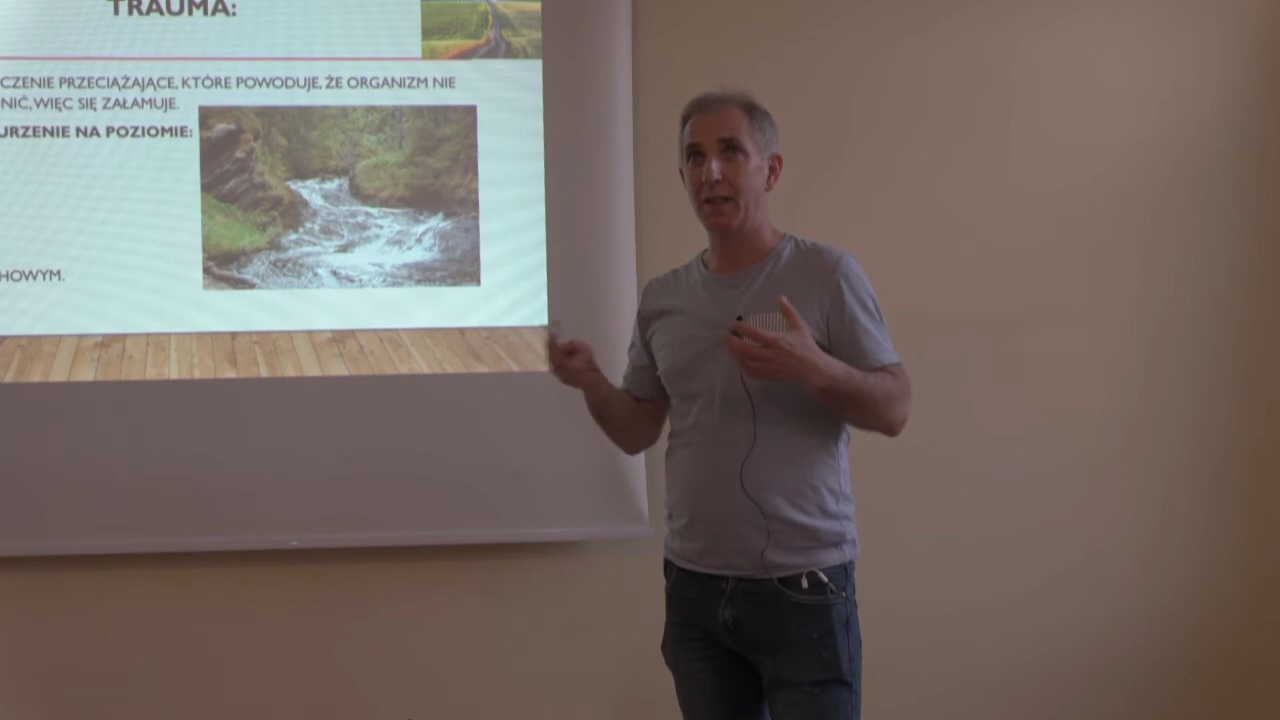 TRAUMA:
CZENIE PRZECIĄŻAJĄCE, KTÓRE POWODUJE, ŻE ORGANIZM NIE
NIĆ, WIĘC SIĘ ZAŁAMUJE.
URZENIE NA POZIOMIE:
HOWYM.